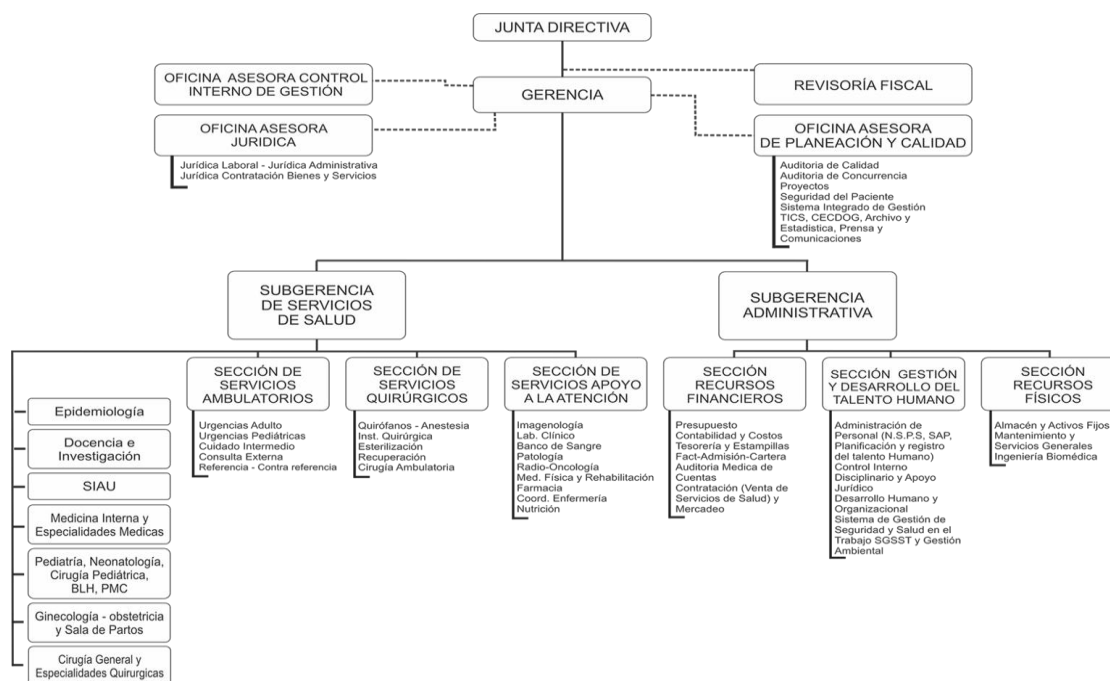 JUNTA DIRECTIVA
OFICINA ASESORA CONTROL
INTERNO DE GESTIÓN
GERENCIA
REVISORÍA FISCAL
OFICINA ASESORA
JURIDICA
Jurídica Laboral - Jurídica Administrativa
Jurídica Contratación Bienes y Servicios
OFICINA ASESORA
DE PLANEACIÓN Y CALIDAD
Auditoria de Calidad
Auditoria de Concurrencia
Proyectos
Seguridad del Paciente
Sistema Integrado de Gestión
TICS, CECDOG, Archivo y
Estadistica, Prensa y
Comunicaciones
SUBGERENCIA
DE SERVICIOS
DE SALUD
SUBGERENCIA
ADMINISTRATIVA
Epidemiología
Docencia e
Investigación
SIAU
Medicina Interna y
Especialidades Medicas
Pediatría, Neonatología,
Cirugía Pediátrica,
BLH, PMC
Ginecología - obstetricia
y Sala de Partos
Cirugía General y
Especialidades Quirurgicas
SECCIÓN DE
SERVICIOS
AMBULATORIOS
Urgencias Adulto
Urgencias Pediátricas
Cuidado Intermedio
Consulta Externa
Referencia - Contra referencia
SECCIÓN DE
SERVICIOS
QUIRÚRGICOS
Quirófanos - Anestesia
Inst. Quirúrgica
Esterilización
Recuperación
Cirugía Ambulatoria
SECCIÓN DE
SERVICIOS APOYO
A LA ATENCIÓN
Imagenología
Lab. Clínico
Banco de Sangre
Patología
Radio-Oncología
Med. Física y Rehabilitación
Farmacia
Coord. Enfermería
Nutrición
SECCIÓN
RECURSOS
FINANCIEROS
Presupuesto
Contabilidad y Costos
Tesorería y Estampillas
Fact-Admisión-Cartera
Auditoria Medica de
Cuentas
Contratación (Venta de
Servicios de Salud) y
Mercadeo
SECCIÓN GESTIÓN
Y DESARROLLO DEL
TALENTO HUMANO
Administración de
Personal (N.S.P.S, SAP,
Planificación y registro
del talento Humano)
Control Interno
Disciplinario y Apoyo
Jurídico
Desarrollo Humano y
Organizacional
Sistema de Gestión de
Seguridad y Salud en el
Trabajo SGSST y Gestión
Ambiental
SECCIÓN
RECURSOS
FÍSICOS
Almacén y Activos Fijos
Mantenimiento y
Servicios Generales
Ingeniería Biomédica